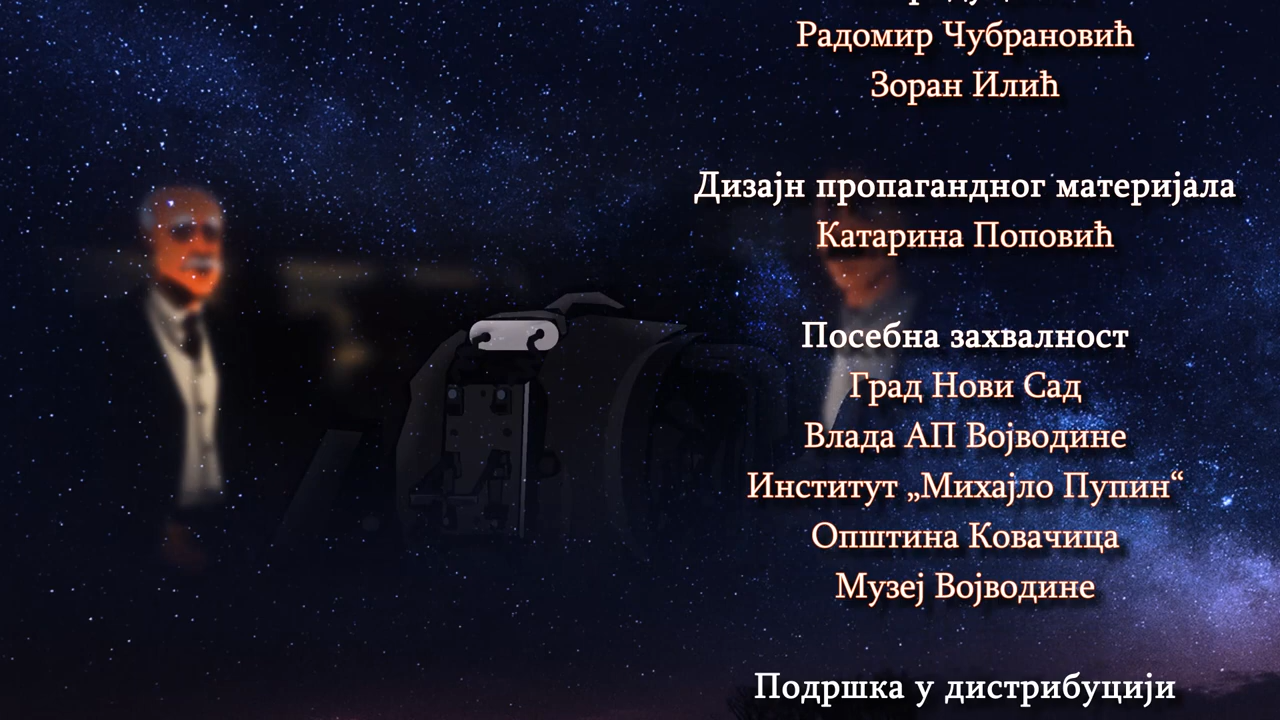 Радомир Чубрановић
Зоран Илић
Дизајн пропагандног материјала
Катарина Поповић
Посебна захвалност
Град Нови Сад
Влада АП Војводине
Институт „Михајло Пупин“
Општина Ковачица
Музеј Војводине
Подршка у дистрибуцији